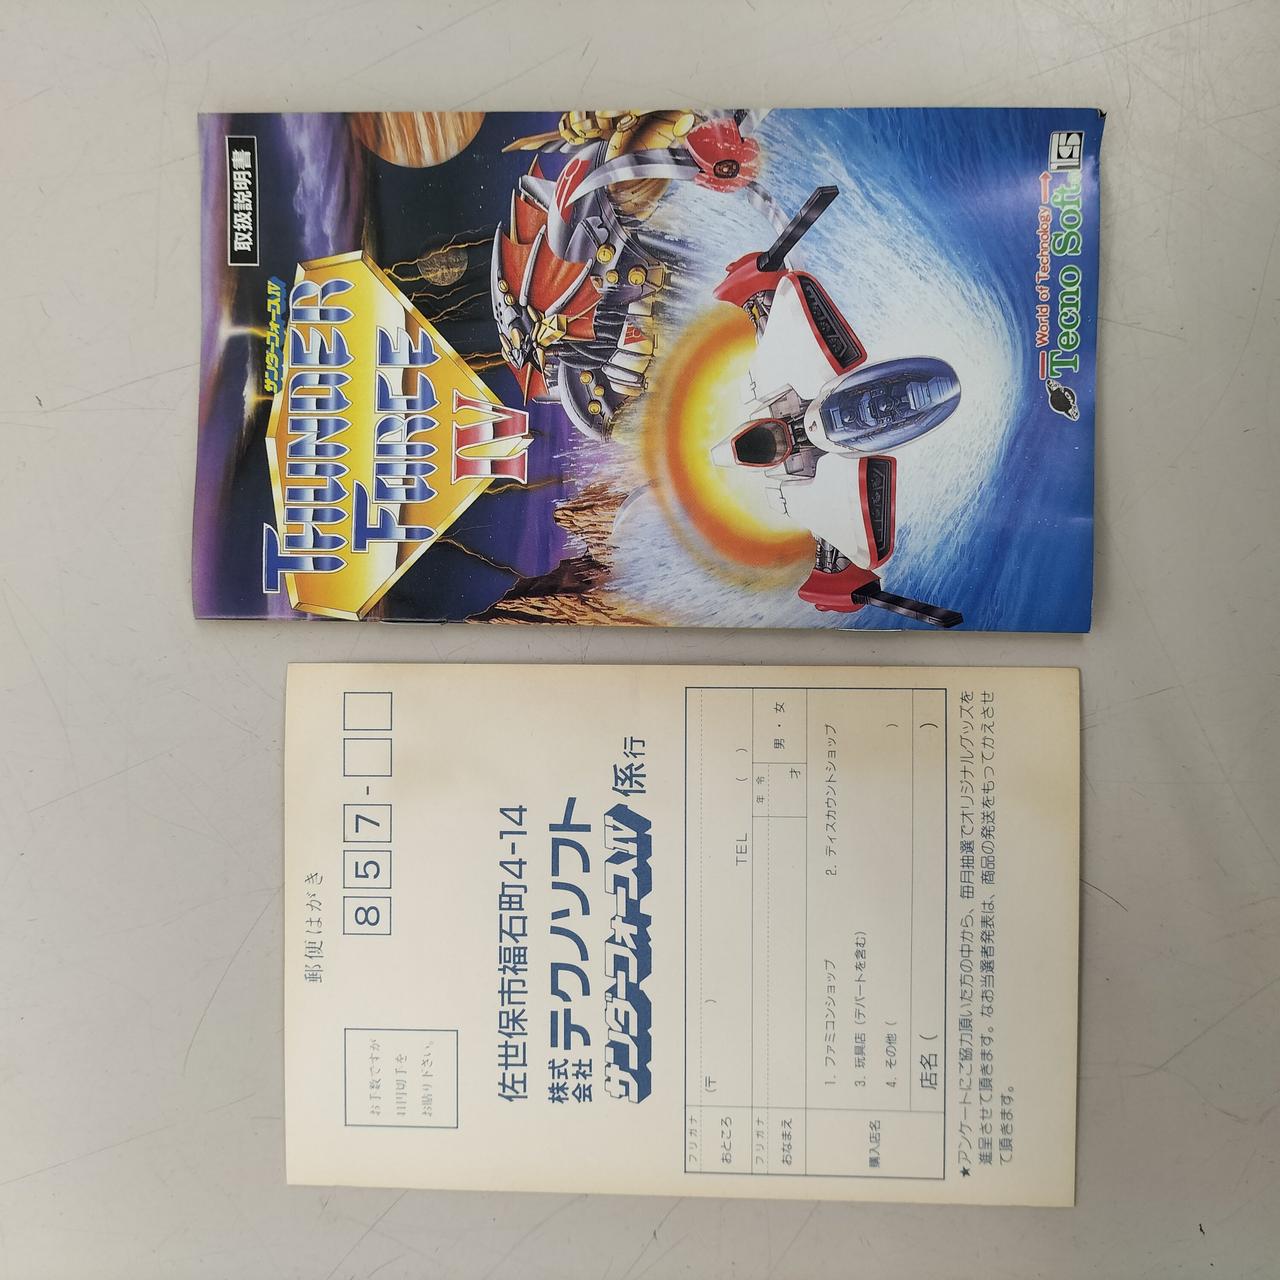 取扱説明書
サンダーフォースIV
THUNDER
FORCE
IV
World of Technology
Tecno Soft
郵便はがき
857-
お手数ですが
41円切手を
お貼り下さい。
佐世保市福石町4-14
株式会社 テクノソフト
サンダーフォースIV 係行
フリガナ
おところ
(〒 )
TEL ( )
フリガナ
おなまえ
年令
才
男・女
購入店名
1. ファミコンショップ 2. ディスカウントショップ
3. 玩具店 (デパートを含む)
4. その他 ( )
店名 ( )
★アンケートにご協力頂いた方の中から、毎月抽選でオリジナルグッズを
進呈させて頂きます。なお当選者発表は、商品の発送をもってかえさせ
て頂きます。